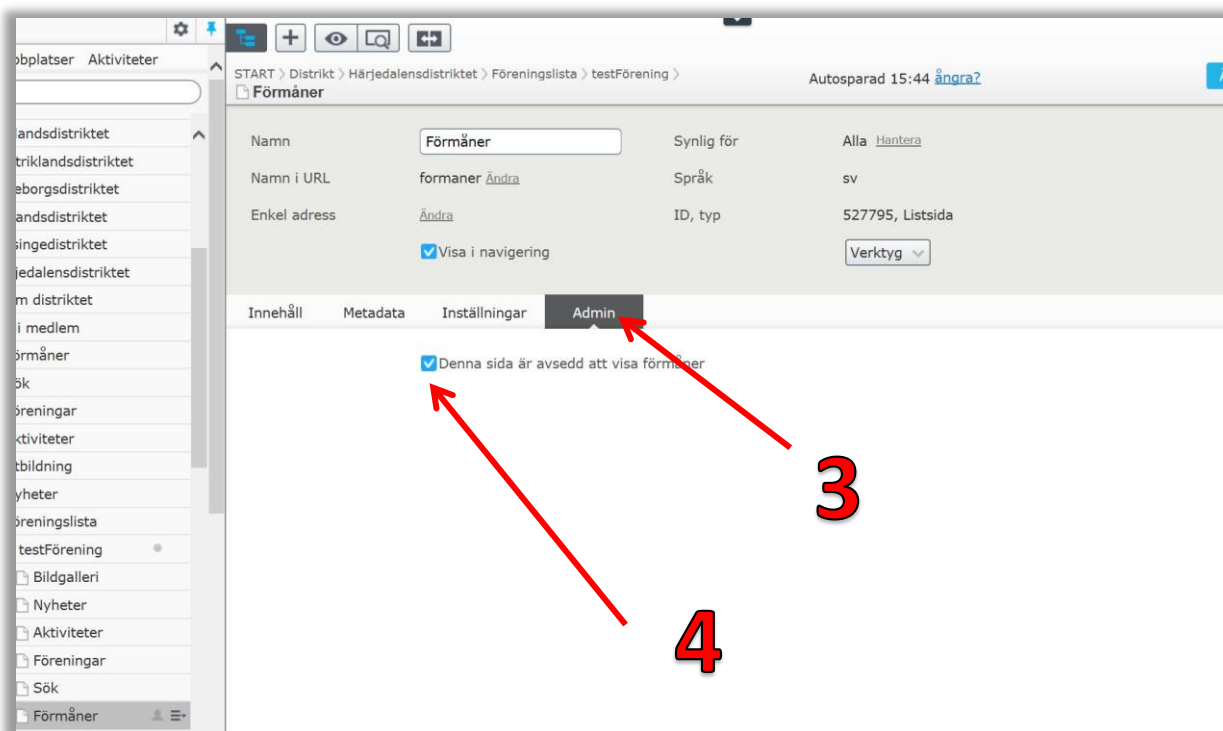 Aktiviteter
START > Distrikt > Härjedalensdistriktet > Föreningslista > testFörening >
Förmåner
Autosparad 15:44 ångra?
Namn
Förmåner
Synlig för
Alla Hantera
Namn i URL
formaner Ändra
Språk
sv
Enkel adress
Ändra
ID, typ
527795, Listsida
Visa i navigering
Verktyg
Innehåll Metadata Inställningar Admin
Denna sida är avsedd att visa förmåner
3
4
landsdistriktet
triklandsdistriktet
eborgsdistriktet
andsdistriktet
singedistriktet
jedalensdistriktet
m distriktet
i medlem
örmåner
ök
öreningar
ktiviteter
tbildning
yheter
öreningslista
testFörening
Bildgalleri
Nyheter
Aktiviteter
Föreningar
Sök
Förmåner